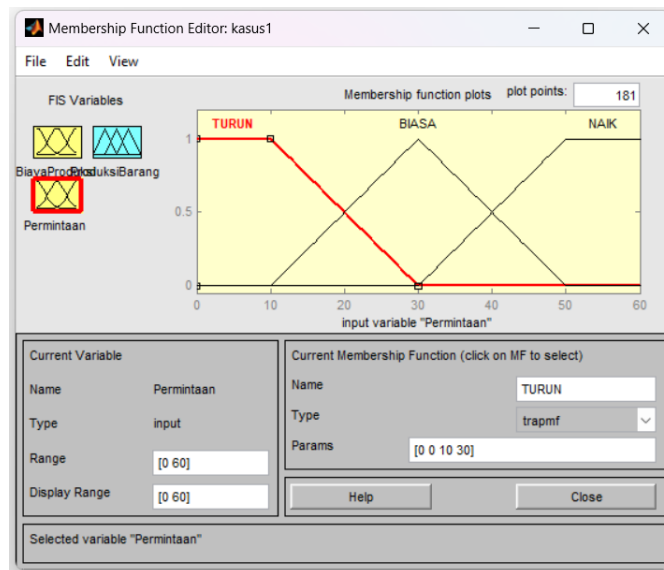 Membership Function Editor: kasus1
File Edit View
FIS Variables
Membership function plots
plot points:
181
BiayaProduksi
ProduksiBarang
Permintaan
TURUN
BIASA
NAIK
1
0.5
0
0 10 20 30 40 50 60
input variable "Permintaan"
Current Variable
Name Permintaan
Type input
Range [0 60]
Display Range [0 60]
Current Membership Function (click on MF to select)
Name TURUN
Type trapmf
Params [0 0 10 30]
Help
Close
Selected variable "Permintaan"